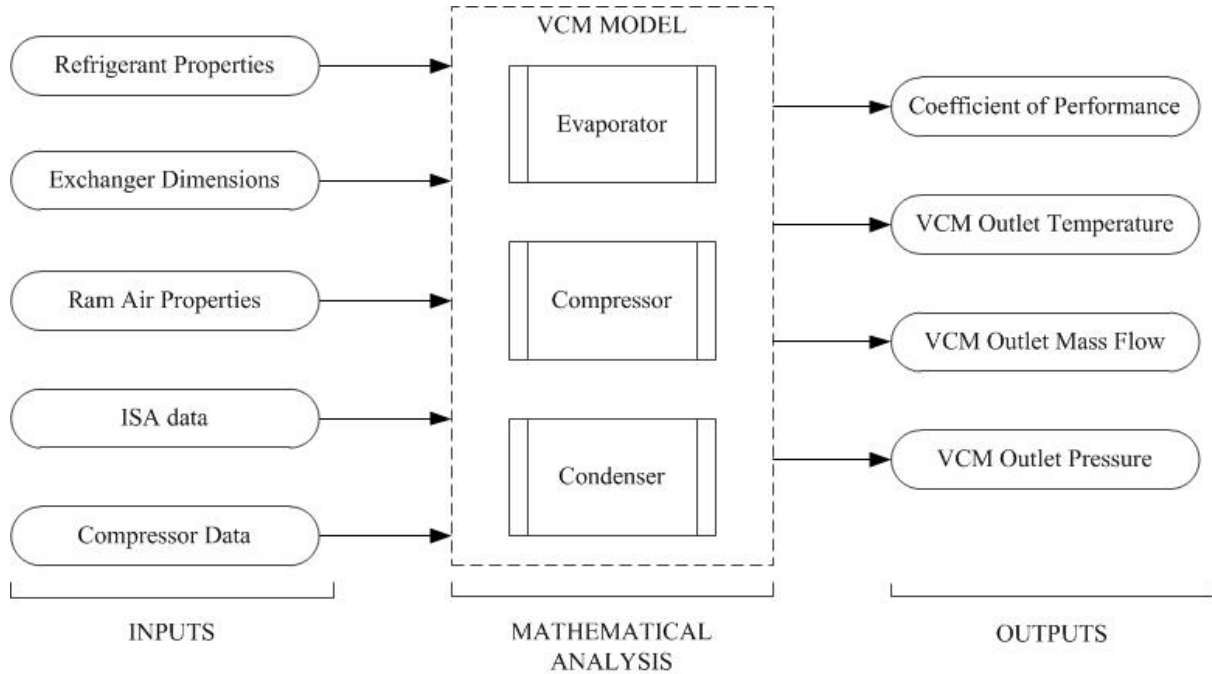 Refrigerant Properties
Exchanger Dimensions
Ram Air Properties
ISA data
Compressor Data
INPUTS
VCM MODEL
Evaporator
Compressor
Condenser
MATHEMATICAL
ANALYSIS
Coefficient of Performance
VCM Outlet Temperature
VCM Outlet Mass Flow
VCM Outlet Pressure
OUTPUTS